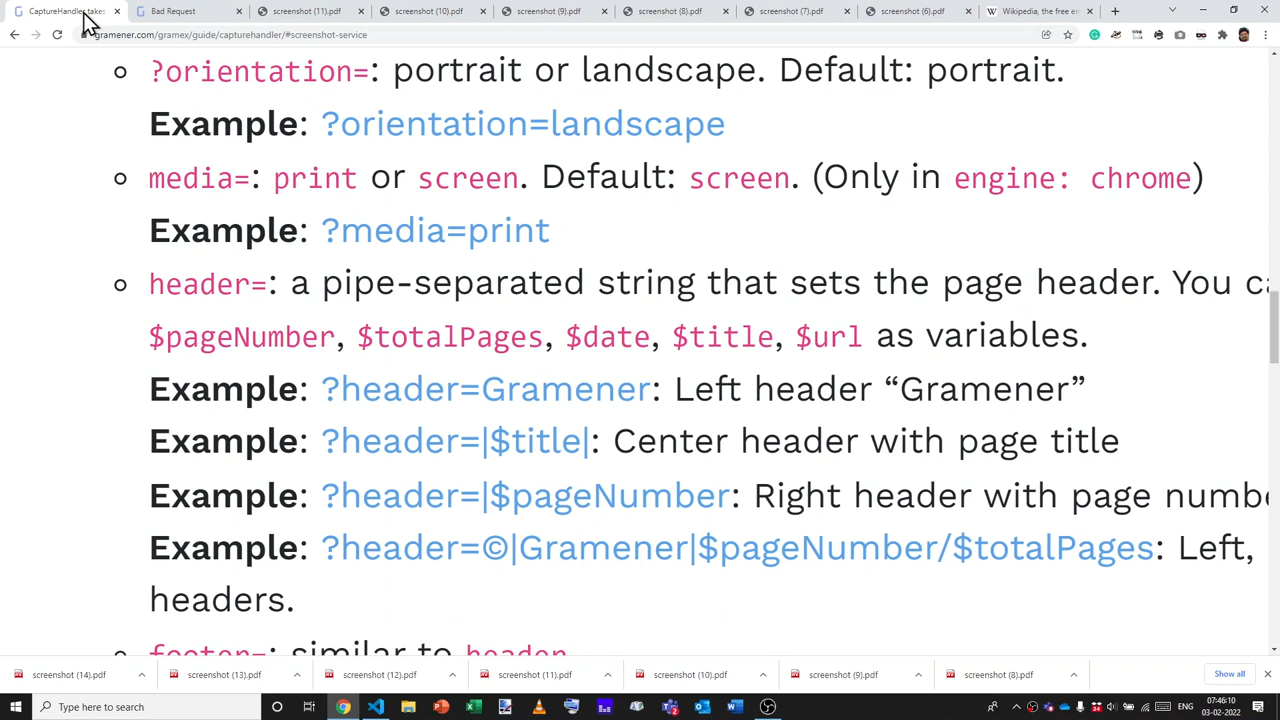 CaptureHandler takes
Bad Request
screenshot (11).pdf
screenshot (10).pdf
screenshot (9).pdf
screenshot (8).pdf
screenshot (7).pdf
screenshot (6).pdf
Wikipedia, the free en
gramener.com/gramex/guide/capturehandler/#screenshot-service
?orientation=: portrait or landscape. Default: portrait.
Example: ?orientation=landscape
media=: print or screen. Default: screen. (Only in engine: chrome)
Example: ?media=print
header=: a pipe-separated string that sets the page header. You ca
$pageNumber, $totalPages, $date, $title, $url as variables.
Example: ?header=Gramener: Left header “Gramener”
Example: ?header=|$title|: Center header with page title
Example: ?header=|$pageNumber: Right header with page numbe
Example: ?header=©|Gramener|$pageNumber/$totalPages: Left,
headers.
footer=: similar to header
screenshot (14).pdf
screenshot (13).pdf
screenshot (12).pdf
screenshot (11).pdf
screenshot (10).pdf
screenshot (9).pdf
screenshot (8).pdf
Show all
Type here to search
ENG
07:46:10
03-02-2022